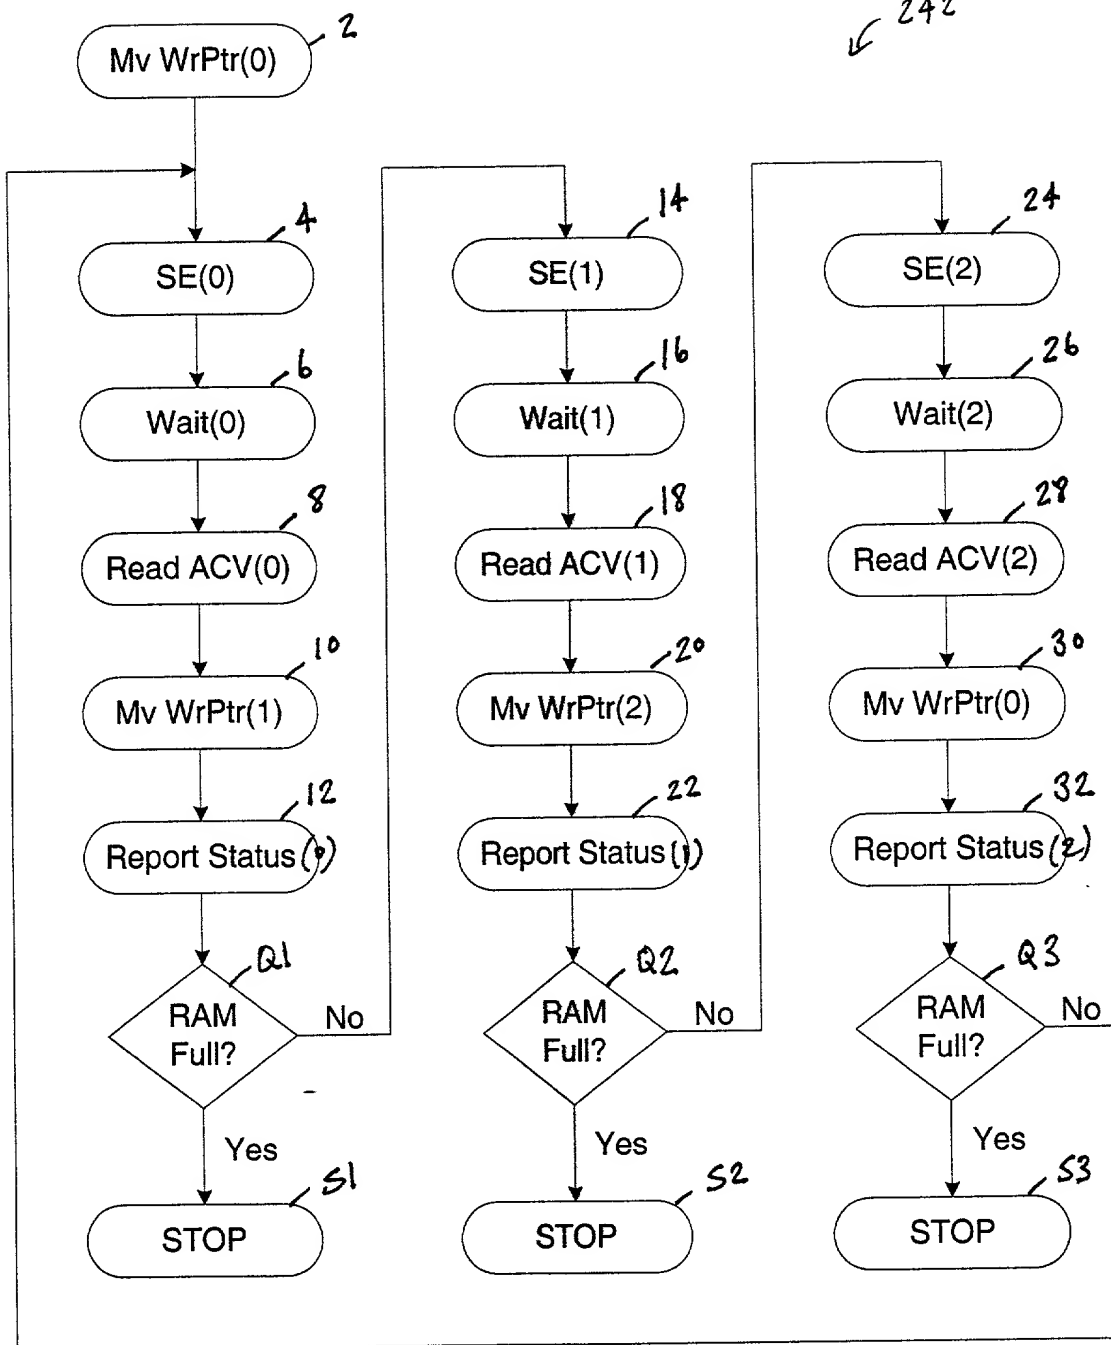 242
2
Mv WrPtr(0)
4
SE(0)
6
Wait(0)
8
Read ACV(0)
10
Mv WrPtr(1)
12
Report Status(0)
Q1
RAM
Full?
No
Yes
S1
STOP
14
SE(1)
16
Wait(1)
18
Read ACV(1)
20
Mv WrPtr(2)
22
Report Status(1)
Q2
RAM
Full?
No
Yes
S2
STOP
24
SE(2)
26
Wait(2)
28
Read ACV(2)
30
Mv WrPtr(0)
32
Report Status(2)
Q3
RAM
Full?
No
Yes
S3
STOP